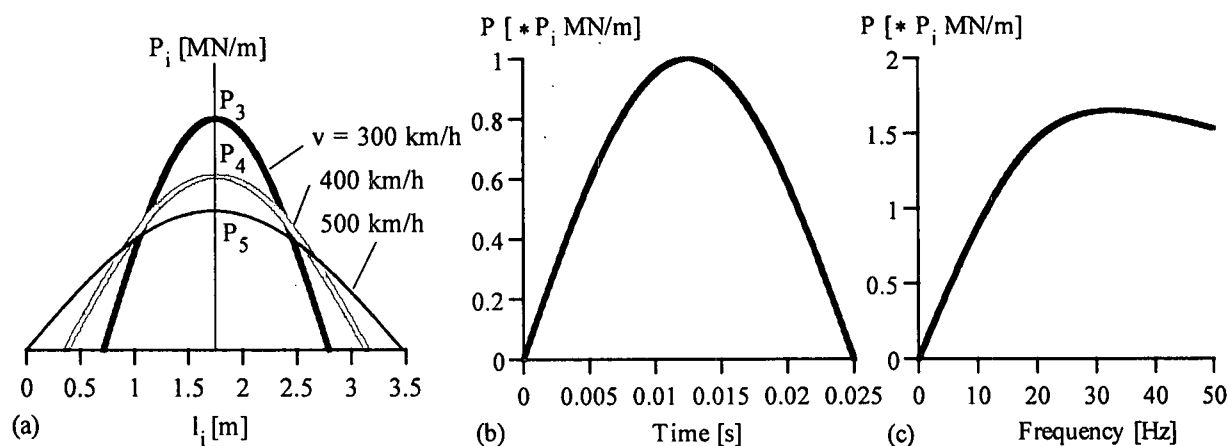 P_i [MN/m]
P_3
v = 300 km/h
P_4
400 km/h
500 km/h
P_5
0 0.5 1 1.5 2 2.5 3 3.5
(a)
l_i [m]
P [ * P_i MN/m]
1
0.8
0.6
0.4
0.2
0
0 0.005 0.01 0.015 0.02 0.025
(b)
Time [s]
P [ * P_i MN/m]
2
1.5
1
0.5
0
0 10 20 30 40 50
(c)
Frequency [Hz]